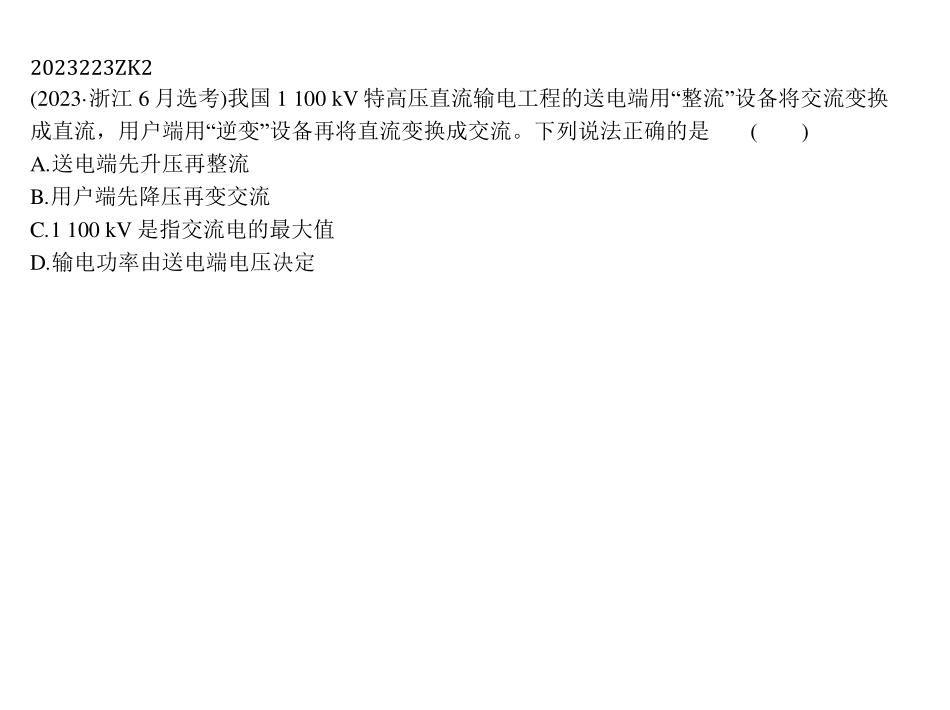 2023223ZK2
(2023·浙江 6 月选考)我国 1 100 kV 特高压直流输电工程的送电端用“整流”设备将交流变换
成直流，用户端用“逆变”设备再将直流变换成交流。下列说法正确的是 ( )
A.送电端先升压再整流
B.用户端先降压再变交流
C.1 100 kV 是指交流电的最大值
D.输电功率由送电端电压决定